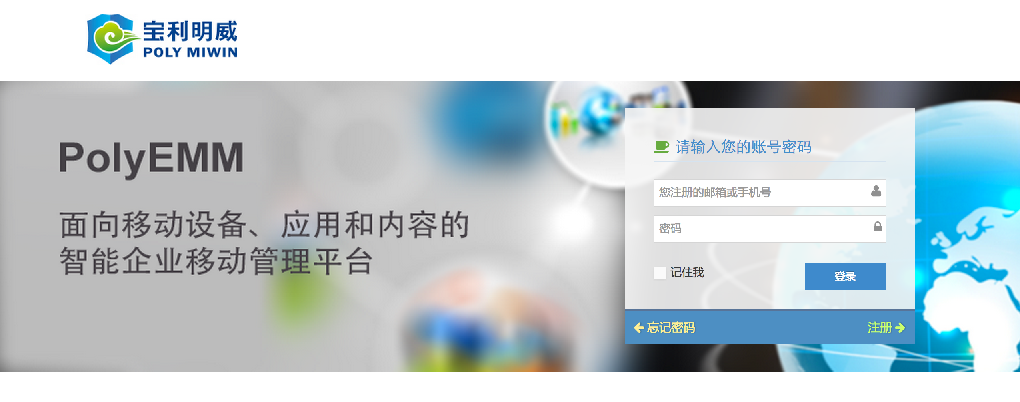 宝利明威
POLY MIWIN
PolyEMM
面向移动设备、应用和内容的
智能企业移动管理平台
请输入您的账号密码
您注册的邮箱或手机号
密码
记住我
登录
忘记密码
注册